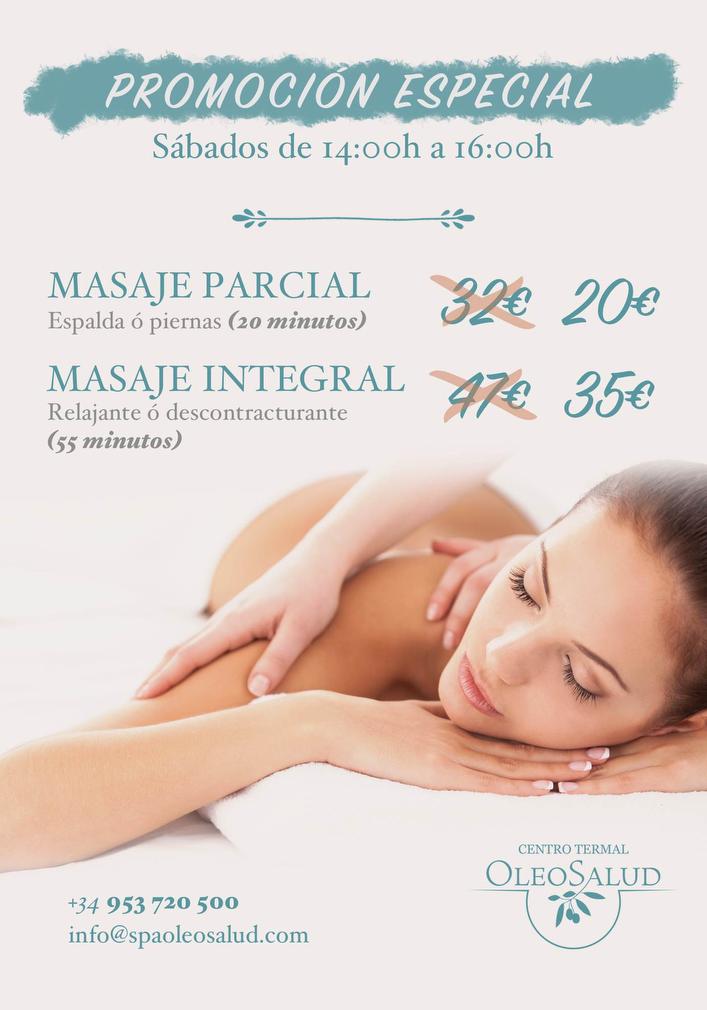 PROMOCIÓN ESPECIAL
Sábados de 14:00h a 16:00h
MASAJE PARCIAL
Espalda ó piernas (20 minutos)
32€ 20€
MASAJE INTEGRAL
Relajante ó descontracturante
(55 minutos)
47€ 35€
CENTRO TERMAL
OLEOSALUD
+34 953 720 500
info@spaoleosalud.com